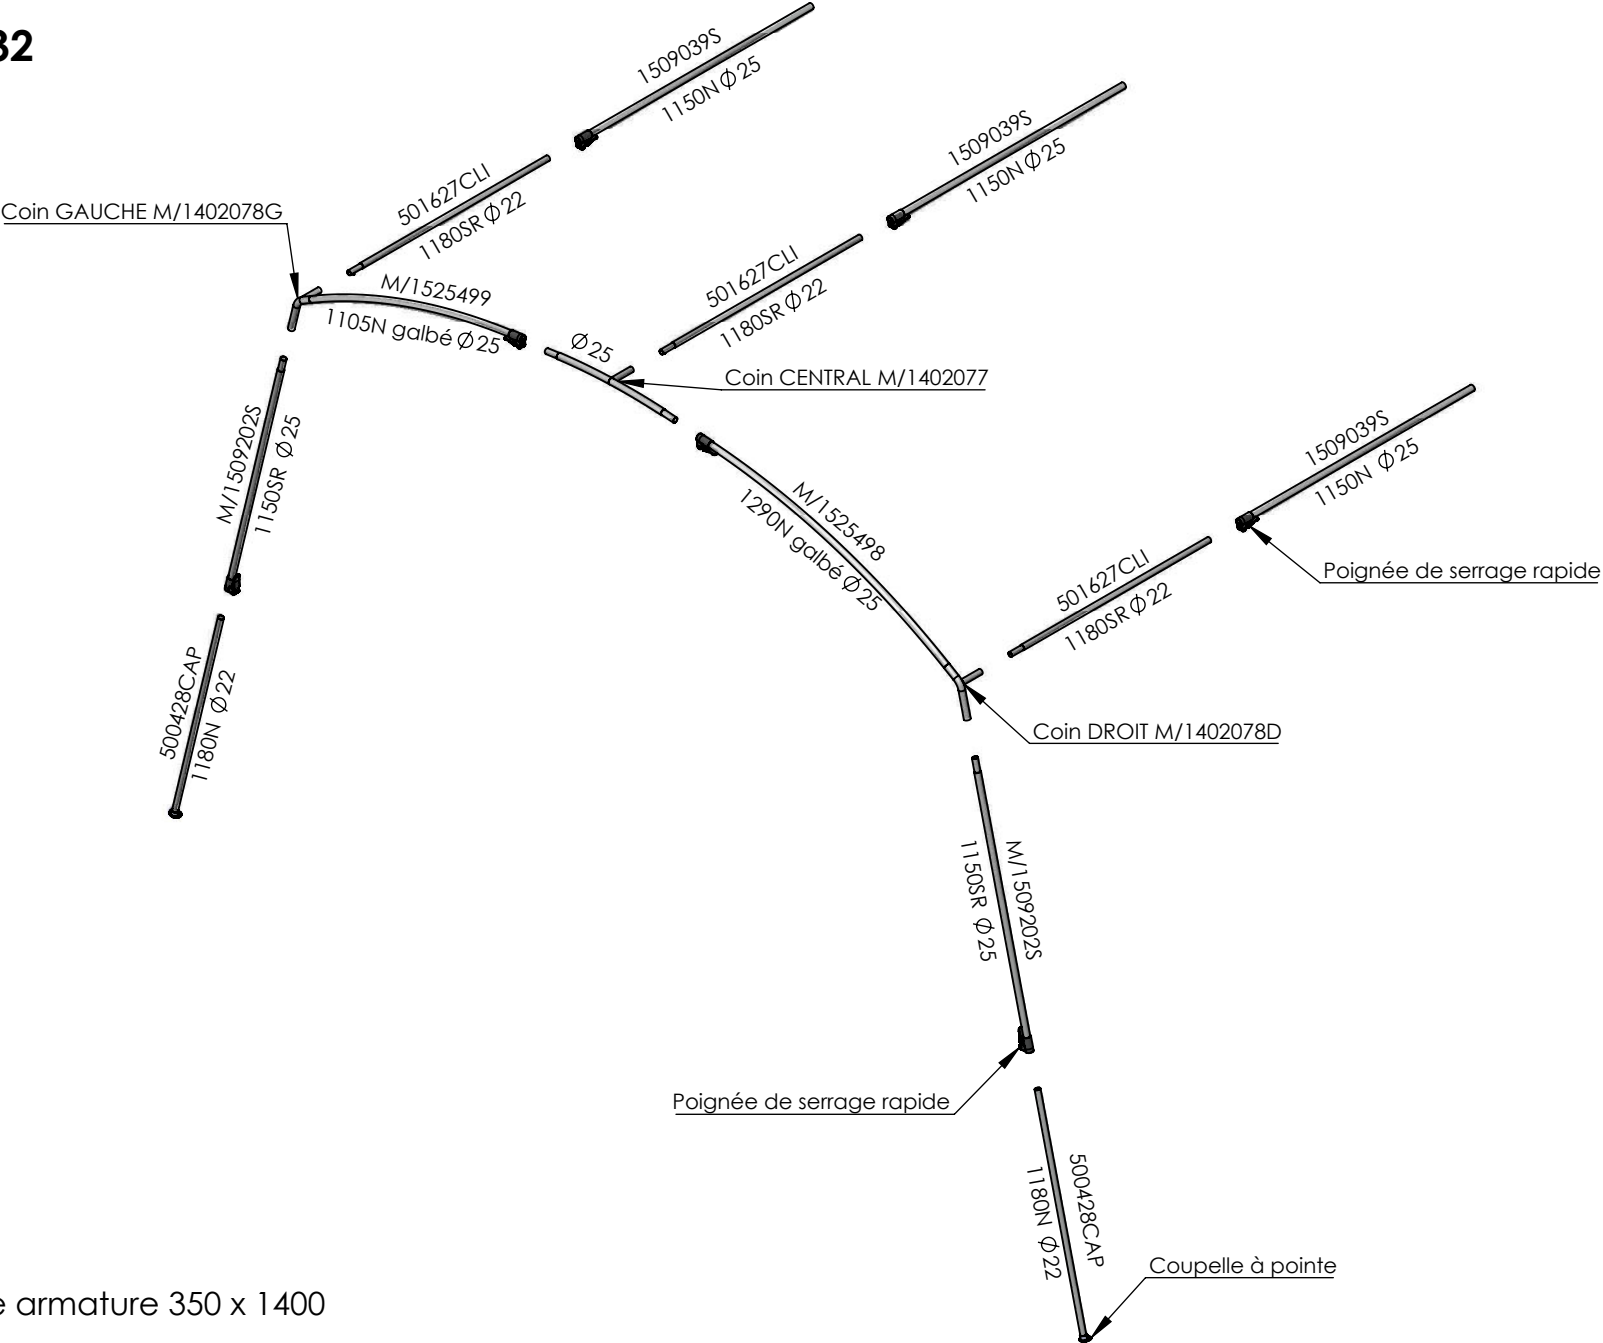 32
1509039S
1150N Ø25
1509039S
1150N Ø25
501627CLI
1180SR Ø22
Coin GAUCHE M/1402078G
501627CLI
1180SR Ø22
M/1525499
1105N galbé Ø25
Ø25
Coin CENTRAL M/1402077
M/1509202S
1150SR Ø25
1509039S
1150N Ø25
M/1525498
1290N galbé Ø25
Poignée de serrage rapide
501627CLI
1180SR Ø22
500428CAP
1180N Ø22
Coin DROIT M/1402078D
M/1509202S
1150SR Ø25
Poignée de serrage rapide
500428CAP
1180N Ø22
Coupelle à pointe
e armature 350 x 1400